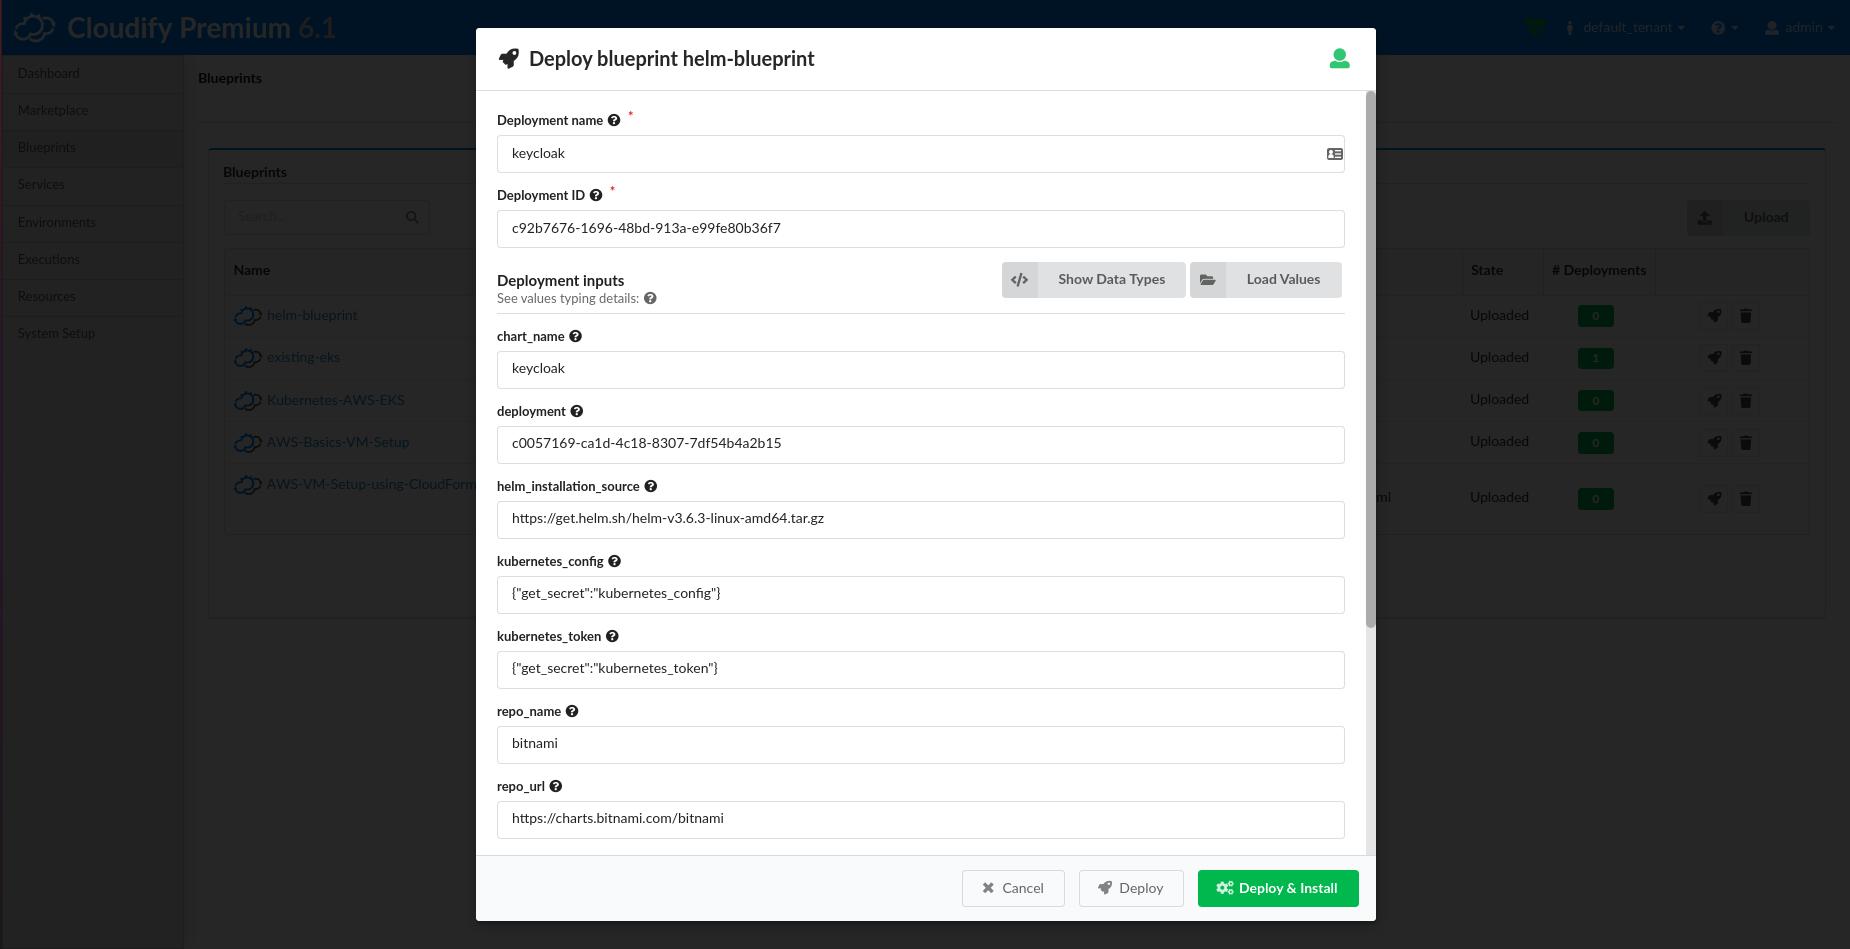 Cloudify Premium 6.1
default_tenant
admin
Dashboard
Marketplace
Blueprints
Services
Environments
Executions
Resources
System Setup
Blueprints
Blueprints
Search...
Upload
Name
State
# Deployments
helm-blueprint
Uploaded
0
existing-eks
Uploaded
1
Kubernetes-AWS-EKS
Uploaded
0
AWS-Basics-VM-Setup
Uploaded
0
AWS-VM-Setup-using-CloudForm
ml
Uploaded
0
Deploy blueprint helm-blueprint
Deployment name *
keycloak
Deployment ID *
c92b7676-1696-48bd-913a-e99fe80b36f7
Deployment inputs
See values typing details:
Show Data Types
Load Values
chart_name
keycloak
deployment
c0057169-ca1d-4c18-8307-7df54b4a2b15
helm_installation_source
https://get.helm.sh/helm-v3.6.3-linux-amd64.tar.gz
kubernetes_config
{"get_secret":"kubernetes_config"}
kubernetes_token
{"get_secret":"kubernetes_token"}
repo_name
bitnami
repo_url
https://charts.bitnami.com/bitnami
Cancel
Deploy
Deploy & Install